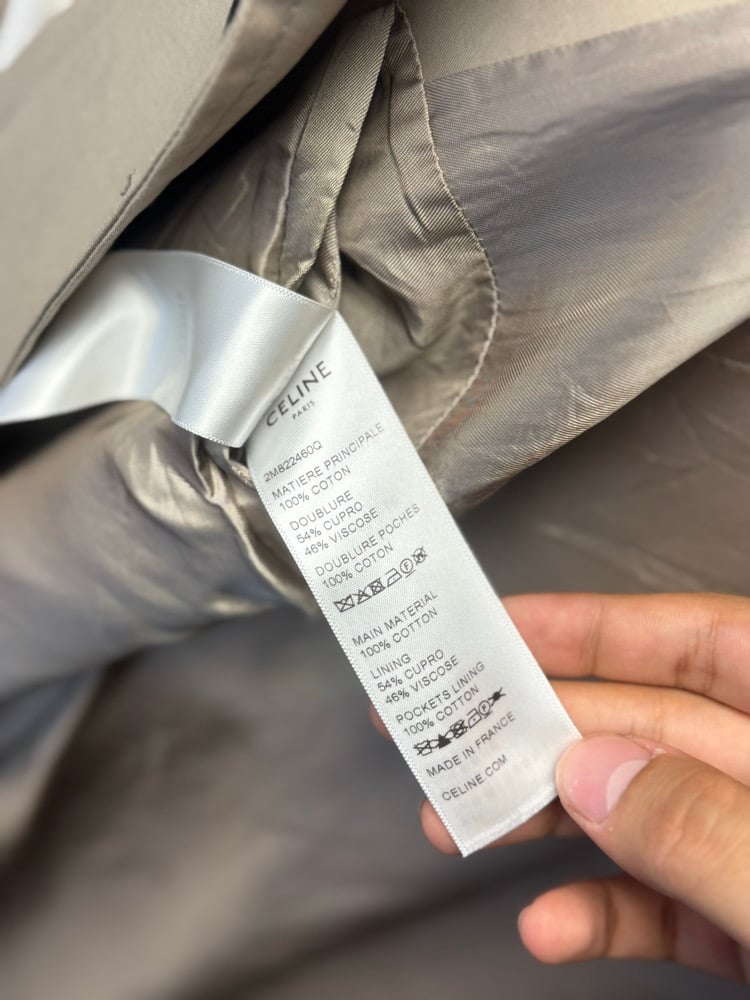 CELINE
PARIS
2MB22460Q
MATIERE PRINCIPALE
100% COTON
DOUBLURE
54% CUPRO
46% VISCOSE
DOUBLURE POCHES
100% COTON
MAIN MATERIAL
100% COTTON
LINING
54% CUPRO
46% VISCOSE
POCKETS LINING
100% COTTON
MADE IN FRANCE
CELINE.COM